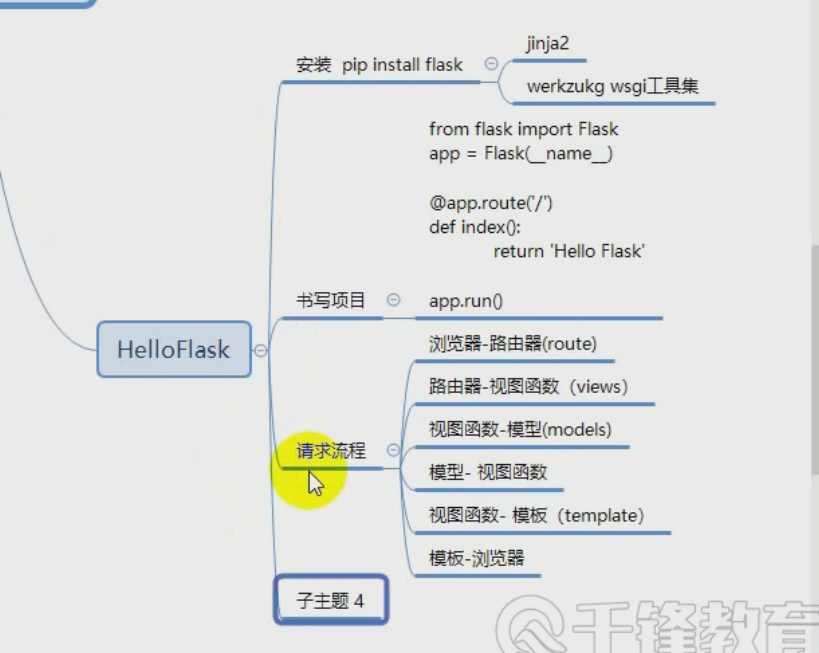 安装 pip install flask
jinja2
werkzukg wsgi工具集
from flask import Flask
app = Flask(__name__)
@app.route('/')
def index():
return 'Hello Flask'
书写项目
app.run()
HelloFlask
请求流程
浏览器-路由器(route)
路由器-视图函数（views）
视图函数-模型(models)
模型- 视图函数
视图函数- 模板（template）
模板-浏览器
子主题 4
千锋教育